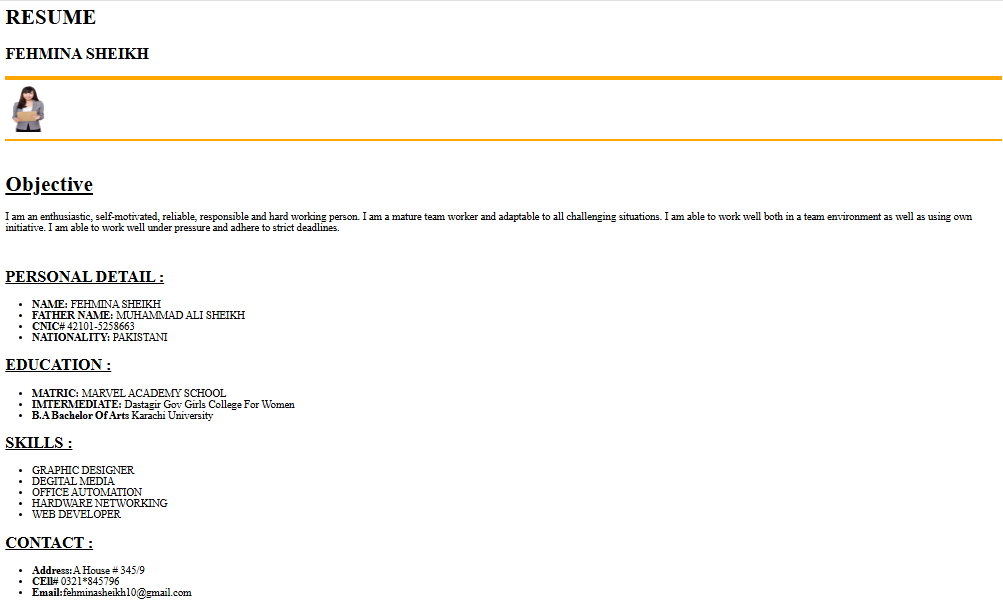 RESUME
FEHMINA SHEIKH
Objective
I am an enthusiastic, self-motivated, reliable, responsible and hard working person. I am a mature team worker and adaptable to all challenging situations. I am able to work well both in a team environment as well as using own
initiative. I am able to work well under pressure and adhere to strict deadlines.
PERSONAL DETAIL :
• NAME: FEHMINA SHEIKH
• FATHER NAME: MUHAMMAD ALI SHEIKH
• CNIC# 42101-5258663
• NATIONALITY: PAKISTANI
EDUCATION :
• MATRIC: MARVEL ACADEMY SCHOOL
• IMTERMEDIATE: Dastagir Gov Girls College For Women
• B.A Bachelor Of Arts Karachi University
SKILLS :
• GRAPHIC DESIGNER
• DEGITAL MEDIA
• OFFICE AUTOMATION
• HARDWARE NETWORKING
• WEB DEVELOPER
CONTACT :
• Address: A House # 345/9
• CEll# 0321*845796
• Email:fehminasheikh10@gmail.com